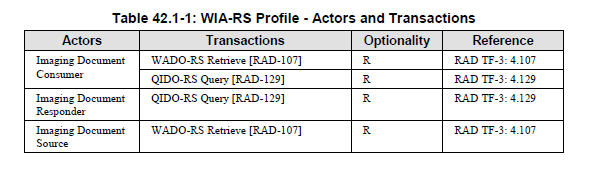 Table 42.1-1: WIA-RS Profile - Actors and Transactions
Actors Transactions Optionality Reference
Imaging Document Consumer WADO-RS Retrieve [RAD-107] R RAD TF-3: 4.107
QIDO-RS Query [RAD-129] R RAD TF-3: 4.129
Imaging Document Responder QIDO-RS Query [RAD-129] R RAD TF-3: 4.129
Imaging Document Source WADO-RS Retrieve [RAD-107] R RAD TF-3: 4.107